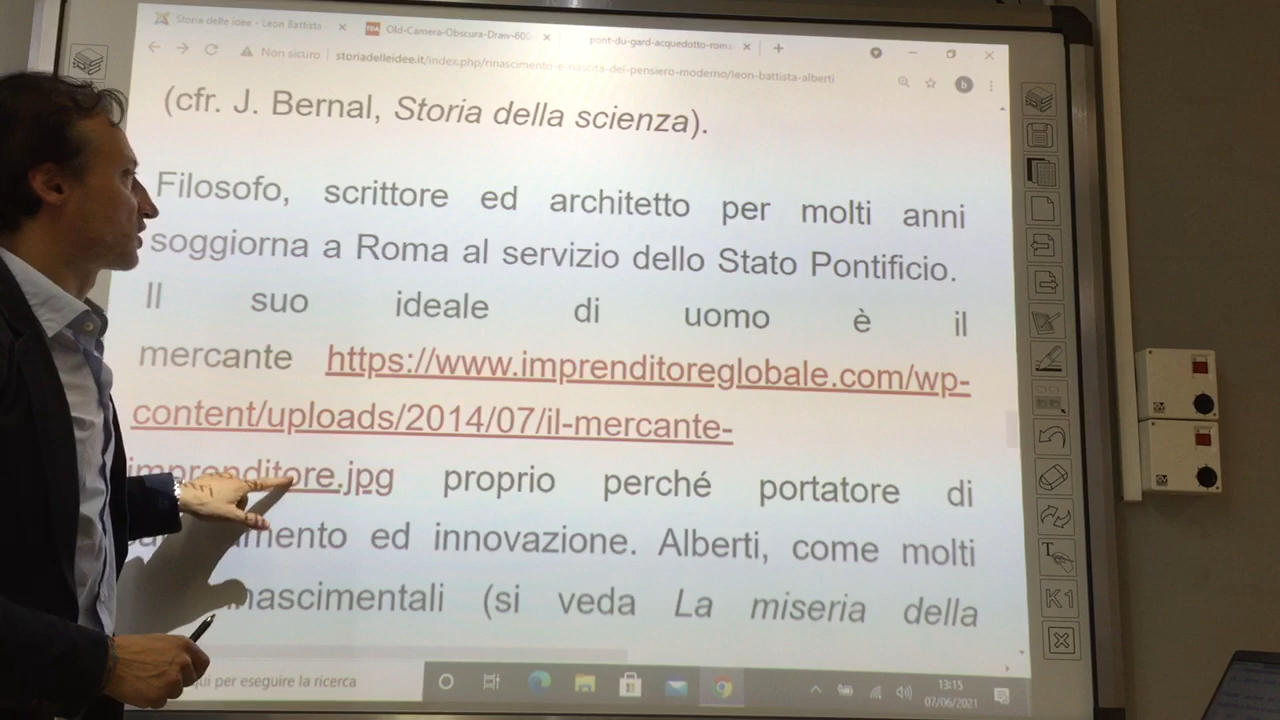 Storia delle idee - Leon Battista
Old-Camera-Obscura-Draw-600
pont-du-gard-acquedotto-roma
Non sicuro | storiadelleidee.it/index.php/rinascimento-e-nascita-del-pensiero-moderno/leon-battista-alberti
b
(cfr. J. Bernal, Storia della scienza).
Filosofo, scrittore ed architetto per molti anni
soggiorna a Roma al servizio dello Stato Pontificio.
Il suo ideale di uomo è il
mercante https://www.imprenditoreglobale.com/wp-
content/uploads/2014/07/il-mercante-
imprenditore.jpg proprio perché portatore di
ed innovazione. Alberti, come molti
(si veda La miseria della
per eseguire la ricerca
13:15
07/06/2021
T
K1